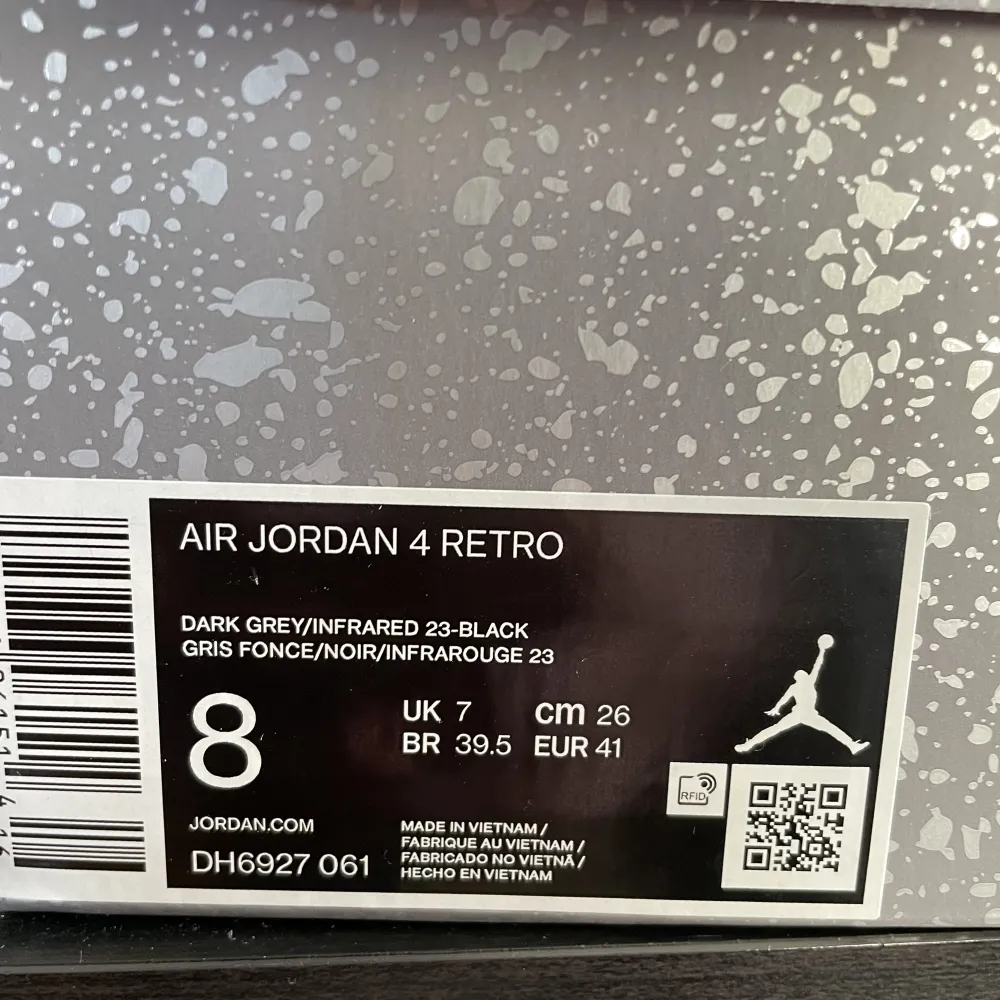 AIR JORDAN 4 RETRO
DARK GREY/INFRARED 23-BLACK
GRIS FONCE/NOIR/INFRAROUGE 23
8
UK 7 cm 26
BR 39.5 EUR 41
RFID
JORDAN.COM
DH6927 061
MADE IN VIETNAM /
FABRIQUE AU VIETNAM /
FABRICADO NO VIETNÃ /
HECHO EN VIETNAM